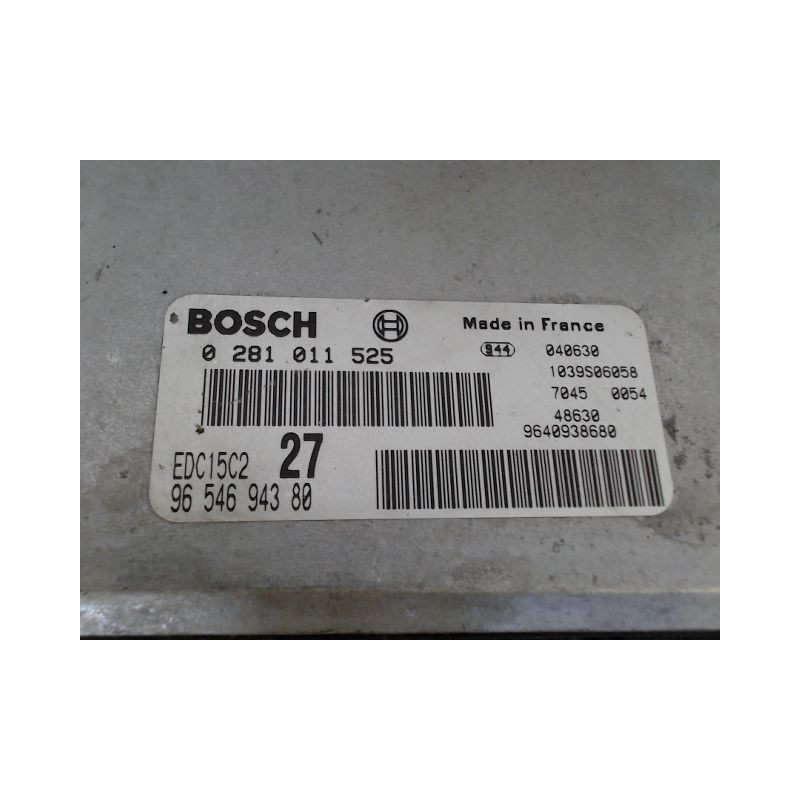 BOSCH
Made in France
0 281 011 525
944 040630
1039S06058
7045 0054
48630
9640938680
EDC15C2 27
96 546 943 80